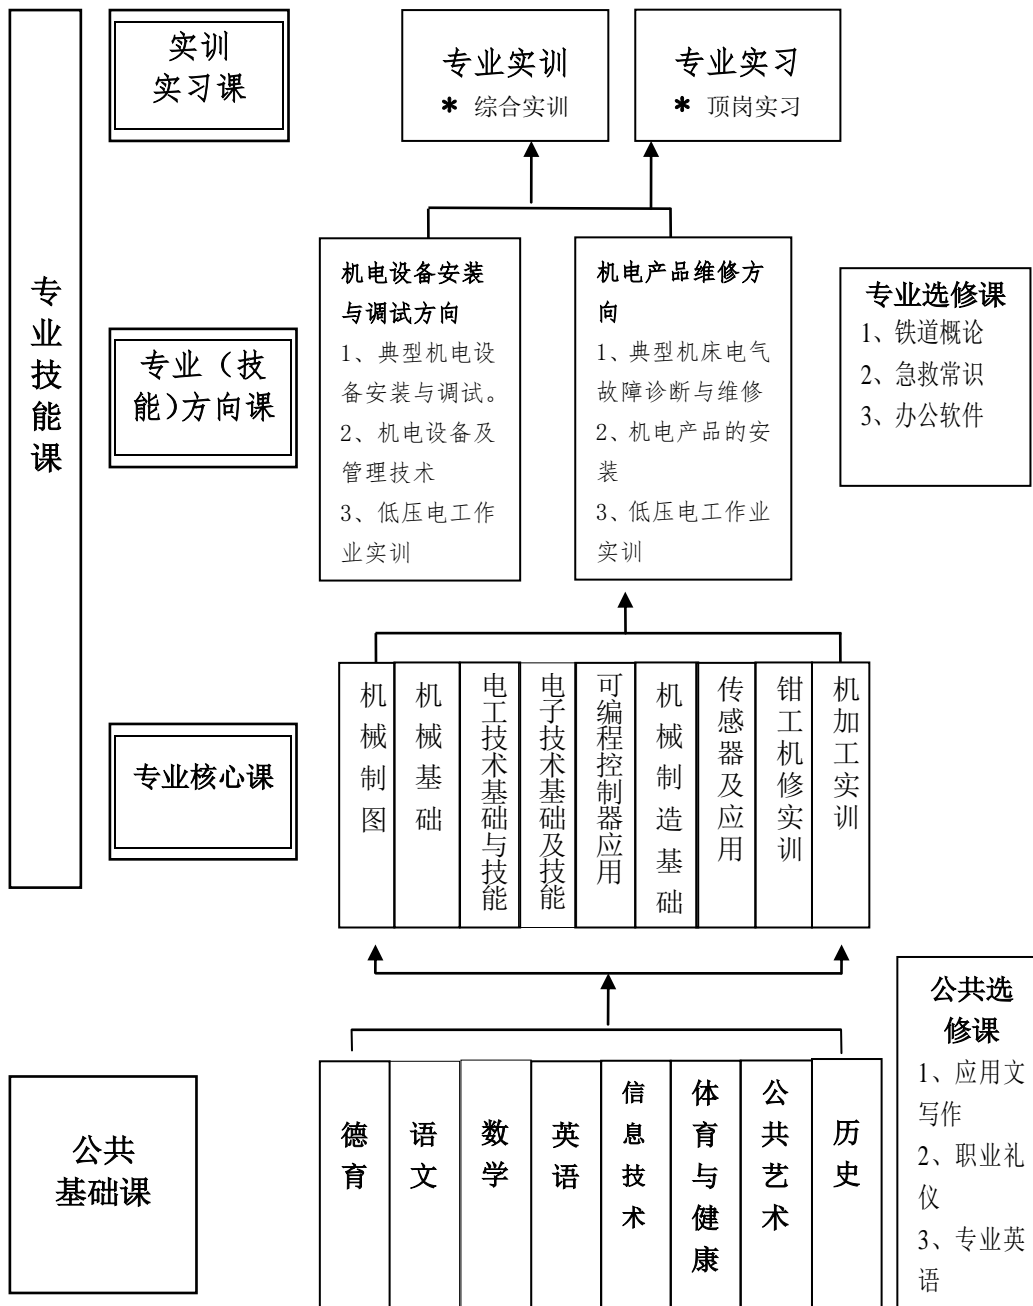 专业技能课
实训
实习课
专业实训
* 综合实训
专业实习
* 顶岗实习
专业（技
能）方向课
机电设备安装
与调试方向
1、典型机电设
备安装与调试。
2、机电设备及
管理技术
3、低压电工作
业实训
机电产品维修方
向
1、典型机床电气
故障诊断与维修
2、机电产品的安
装
3、低压电工作业
实训
专业选修课
1、铁道概论
2、急救常识
3、办公软件
专业核心课
机械制图
机械基础
电工技术基础与技能
电子技术基础及技能
可编程控制器应用
机械制造基础
传感器及应用
钳工机修实训
机加工实训
公共
基础课
德育
语文
数学
英语
信息技术
体育与健康
公共艺术
历史
公共选
修课
1、应用文
写作
2、职业礼
仪
3、专业英
语